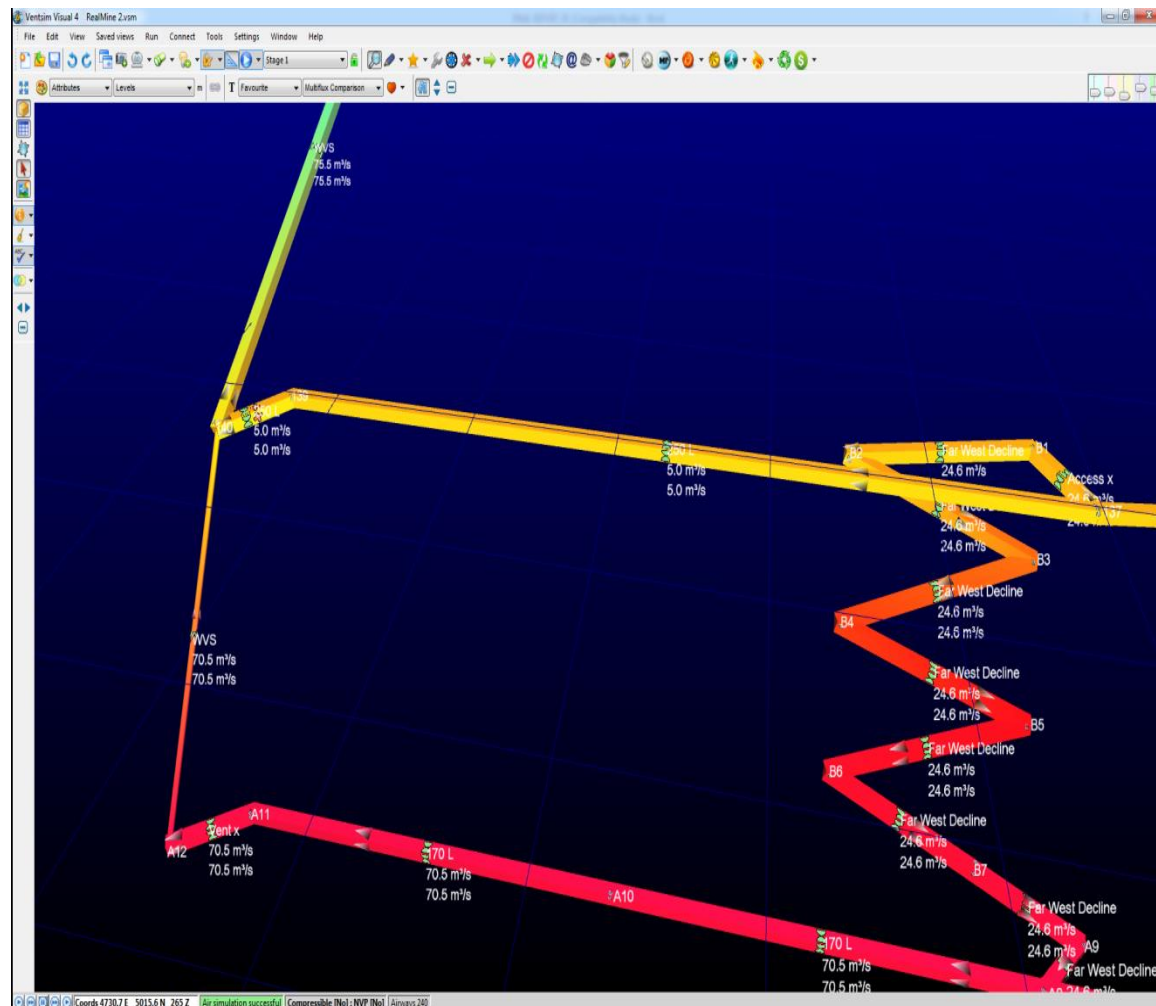 Ventsim Visual 4 RealMine 2.vsm
File Edit View Saved views Run Connect Tools Settings Window Help
Stage 1
Attributes Levels m T Favourite Multiflux Comparison
WVS
75.5 m³/s
75.5 m³/s
139
5.0 m³/s
5.0 m³/s
5.0 m³/s
5.0 m³/s
B2
Far West Decline
24.6 m³/s
B1
Access x
24.6 m³/s
24.6 m³/s
24.6 m³/s
B3
Far West Decline
24.6 m³/s
24.6 m³/s
B4
Far West Decline
24.6 m³/s
24.6 m³/s
B5
Far West Decline
24.6 m³/s
24.6 m³/s
B6
Far West Decline
24.6 m³/s
24.6 m³/s
B7
Far West Decline
24.6 m³/s
24.6 m³/s
A9
Far West Decline
WVS
70.5 m³/s
70.5 m³/s
A11
Vent x
70.5 m³/s
70.5 m³/s
A12
170 L
70.5 m³/s
70.5 m³/s
A10
170 L
70.5 m³/s
70.5 m³/s
Coords 4730.7 E 5015.6 N 265 Z Air simulation successful Compressible [No] : NVP [No] Airways 240